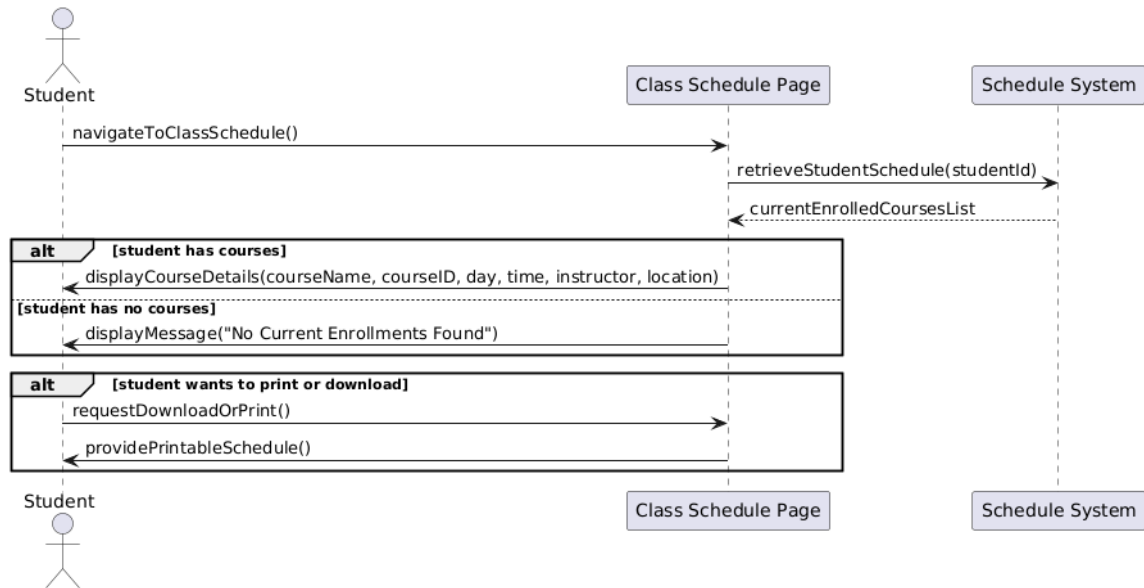 Student
Class Schedule Page
Schedule System
navigateToClassSchedule()
retrieveStudentSchedule(studentId)
currentEnrolledCoursesList
alt [student has courses]
displayCourseDetails(courseName, courseID, day, time, instructor, location)
[student has no courses]
displayMessage("No Current Enrollments Found")
alt [student wants to print or download]
requestDownloadOrPrint()
providePrintableSchedule()
Student
Class Schedule Page
Schedule System